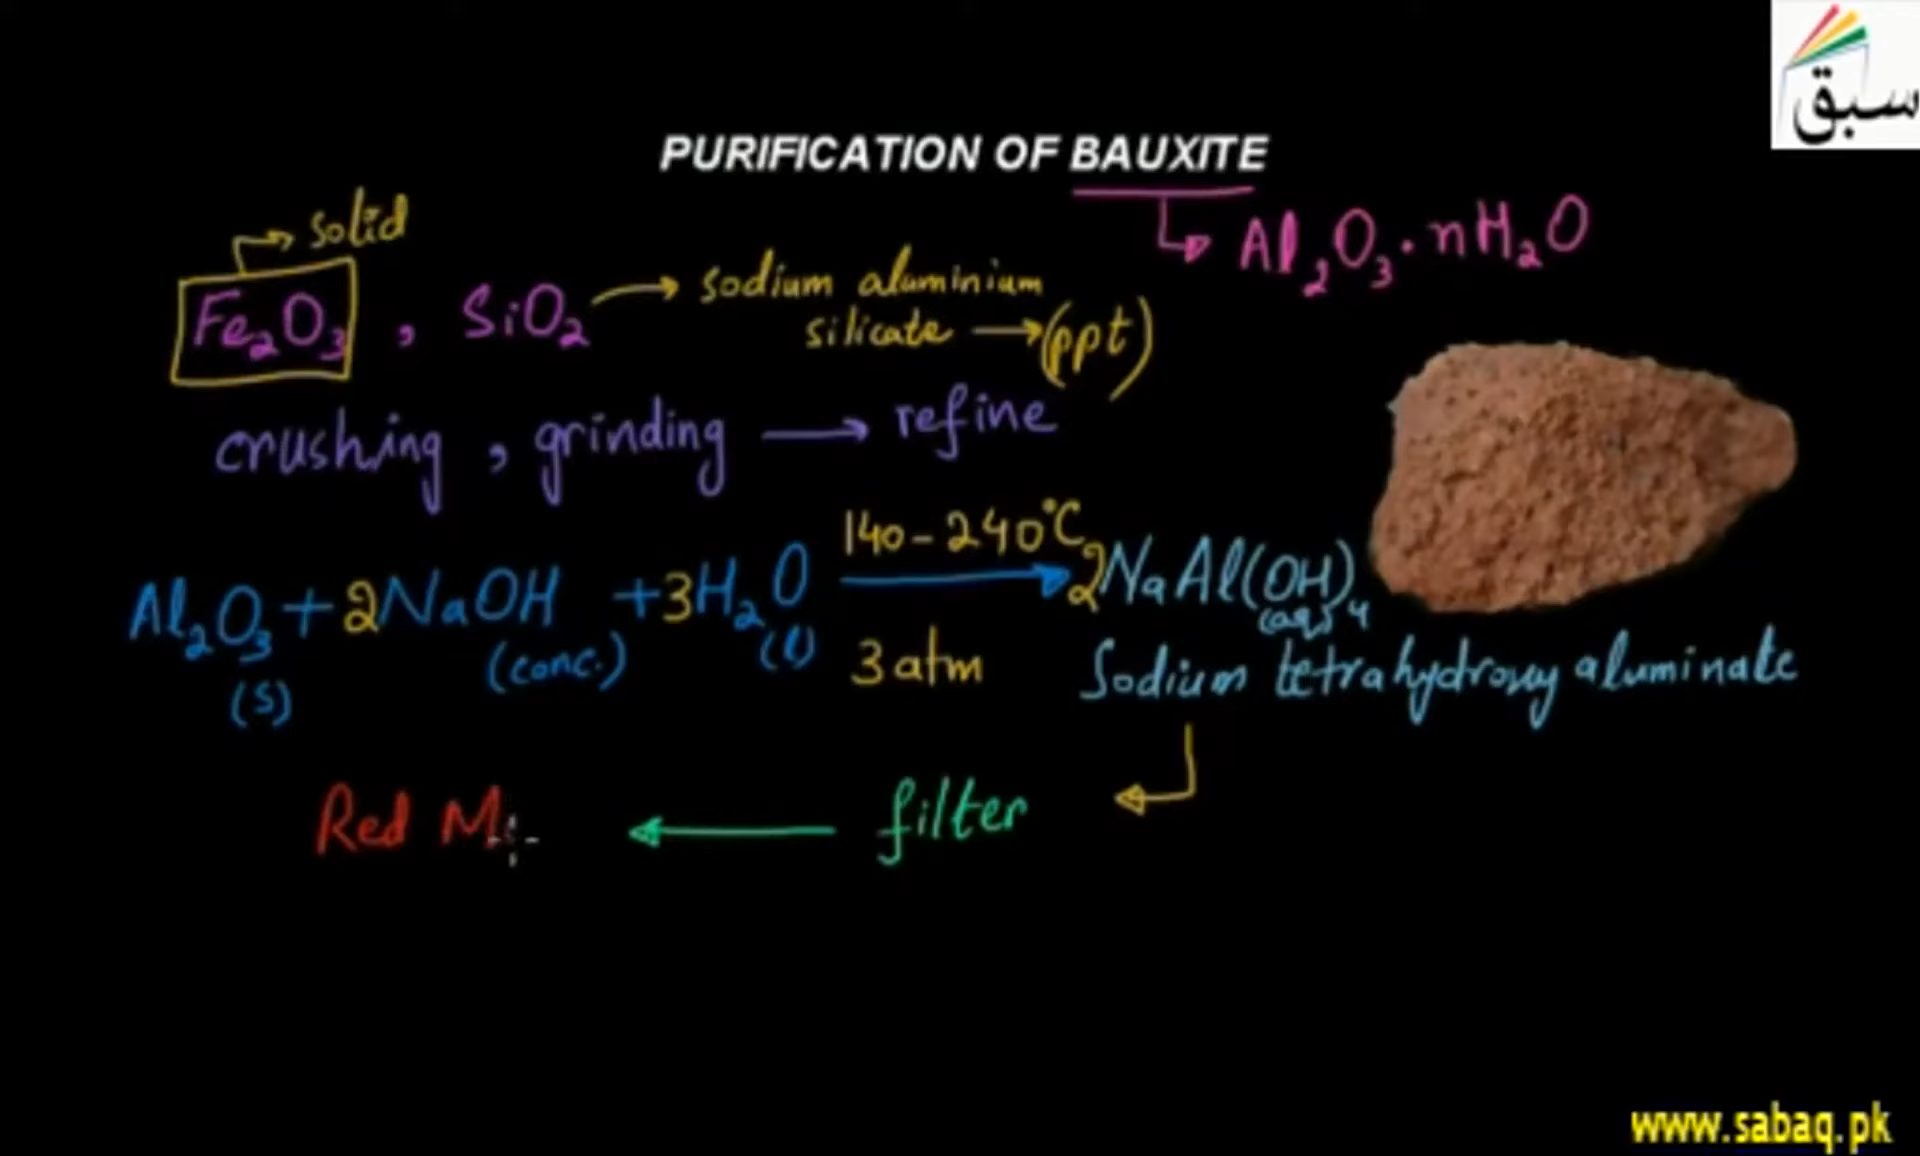 سبق
PURIFICATION OF BAUXITE
Al₂O₃·nH₂O
solid
Fe₂O₃ , SiO₂ → sodium aluminium
silicate → (ppt)
crushing , grinding → refine
Al₂O₃ + 2NaOH + 3H₂O 140-240°C 2NaAl(OH)₄
(s) (conc.) (l) 3 atm (aq)
Sodium tetrahydroxy aluminate
Red M ← filter
www.sabaq.pk